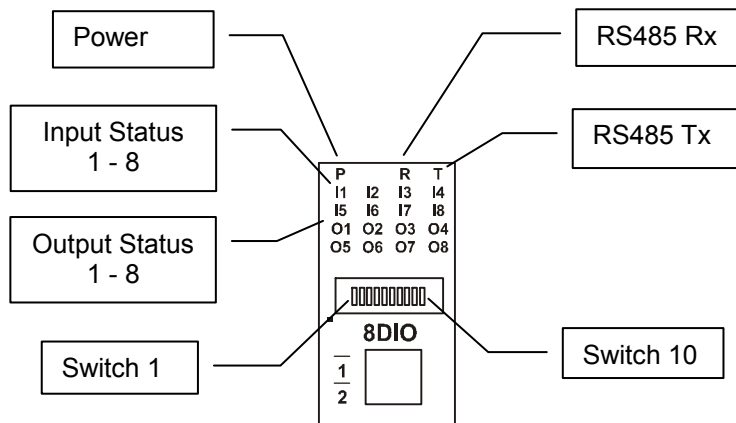 Power
RS485 Rx
Input Status
1 - 8
RS485 Tx
P R T
I1 I2 I3 I4
I5 I6 I7 I8
Output Status
1 - 8
O1 O2 O3 O4
O5 O6 O7 O8
8DIO
Switch 1
Switch 10
1
2